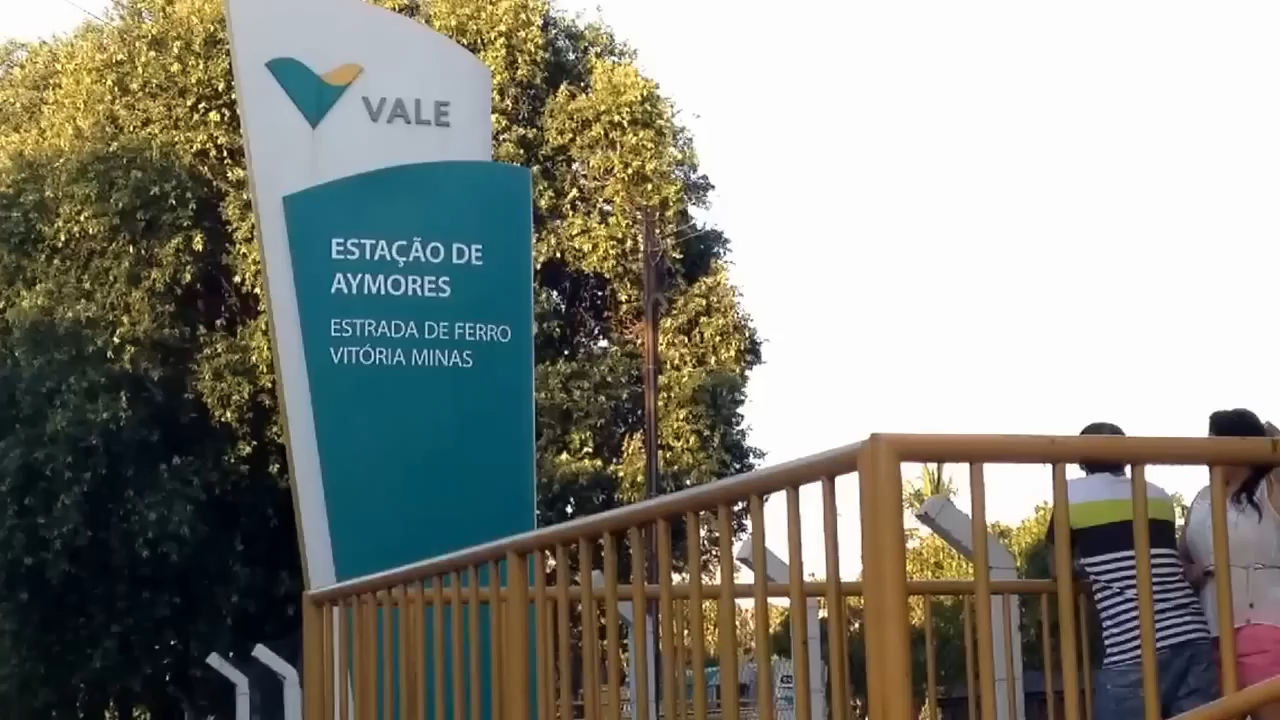 VALE
ESTAÇÃO DE
AYMORES
ESTRADA DE FERRO
VITÓRIA MINAS